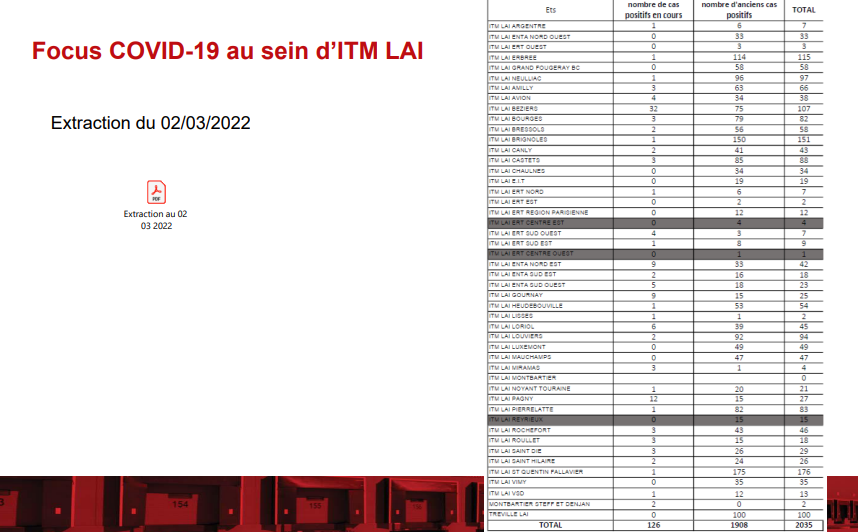 Focus COVID-19 au sein d'ITM LAI
Extraction du 02/03/2022
PDF
Extraction au 02
03 2022
Ets nombre de cas positifs en cours nombre d'anciens cas positifs TOTAL
ITM LAI ARGENTRE 1 6 7
ITM LAI ENTA NORD OUEST 0 33 33
ITM LAI ERT OUEST 0 3 3
ITM LAI ERBREE 1 114 115
ITM LAI GRAND FOUGERAY BC 0 58 58
ITM LAI NEULLIAC 1 96 97
ITM LAI AMILLY 3 63 66
ITM LAI AVION 4 34 38
ITM LAI BEZIERS 32 75 107
ITM LAI BOURGES 3 79 82
ITM LAI BRESSOLS 2 56 58
ITM LAI BRIGNOLES 1 150 151
ITM LAI CANLY 2 41 43
ITM LAI CASTETS 3 85 88
ITM LAI CHAULNES 0 34 34
ITM LAI E.I.T 0 19 19
ITM LAI ERT NORD 1 6 7
ITM LAI ERT EST 0 2 2
ITM LAI ERT REGION PARISIENNE 0 12 12
ITM LAI ERT CENTRE EST 0 4 4
ITM LAI ERT SUD OUEST 4 3 7
ITM LAI ERT SUD EST 1 8 9
ITM LAI ERT CENTRE OUEST 0 1 1
ITM LAI ENTA NORD EST 9 33 42
ITM LAI ENTA SUD EST 2 16 18
ITM LAI ENTA SUD OUEST 5 18 23
ITM LAI GOURNAY 9 15 25
ITM LAI HEUDEBOUVILLE 1 53 54
ITM LAI LISSES 1 1 2
ITM LAI LORIOL 6 39 45
ITM LAI LOUVIERS 2 92 94
ITM LAI LUXEMONT 0 49 49
ITM LAI MAUCHAMPS 0 47 47
ITM LAI MIRAMAS 3 1 4
ITM LAI MONTBARTIER 0
ITM LAI NOYANT TOURAINE 1 20 21
ITM LAI PAGNY 12 15 27
ITM LAI PIERRELATTE 1 82 83
ITM LAI REYRIEUX 0 15 15
ITM LAI ROCHEFORT 3 43 46
ITM LAI ROULLET 3 15 18
ITM LAI SAINT DIE 3 26 29
ITM LAI SAINT HILAIRE 2 24 26
ITM LAI ST QUENTIN FALLAVIER 1 175 176
ITM LAI VIMY 0 35 35
ITM LAI VSD 1 12 13
MONTBARTIER STEFF ET DENJAN 2 0 2
TREVILLE LAI 0 100 100
TOTAL 126 1908 2035
154
155